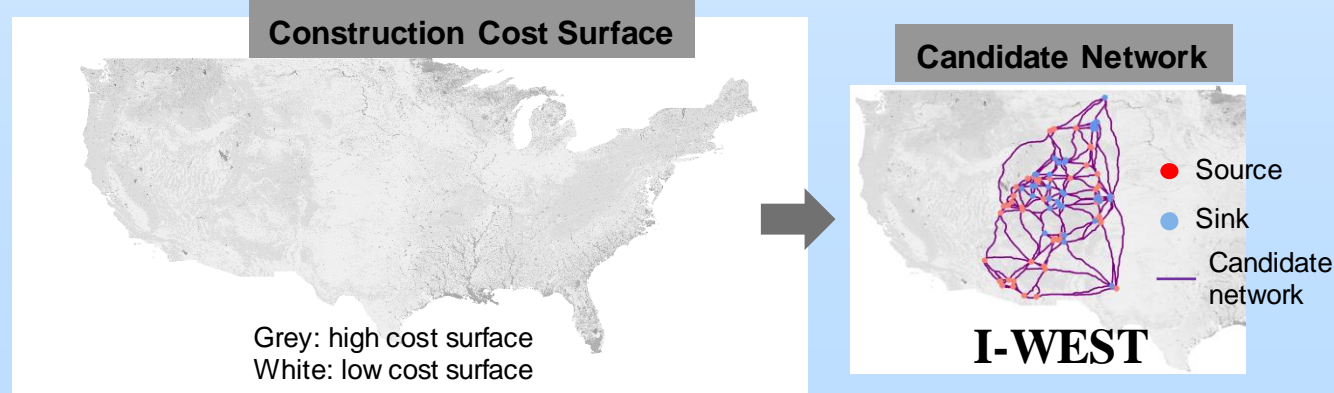 Construction Cost Surface
Grey: high cost surface
White: low cost surface
Candidate Network
Source
Sink
Candidate
network
I-WEST